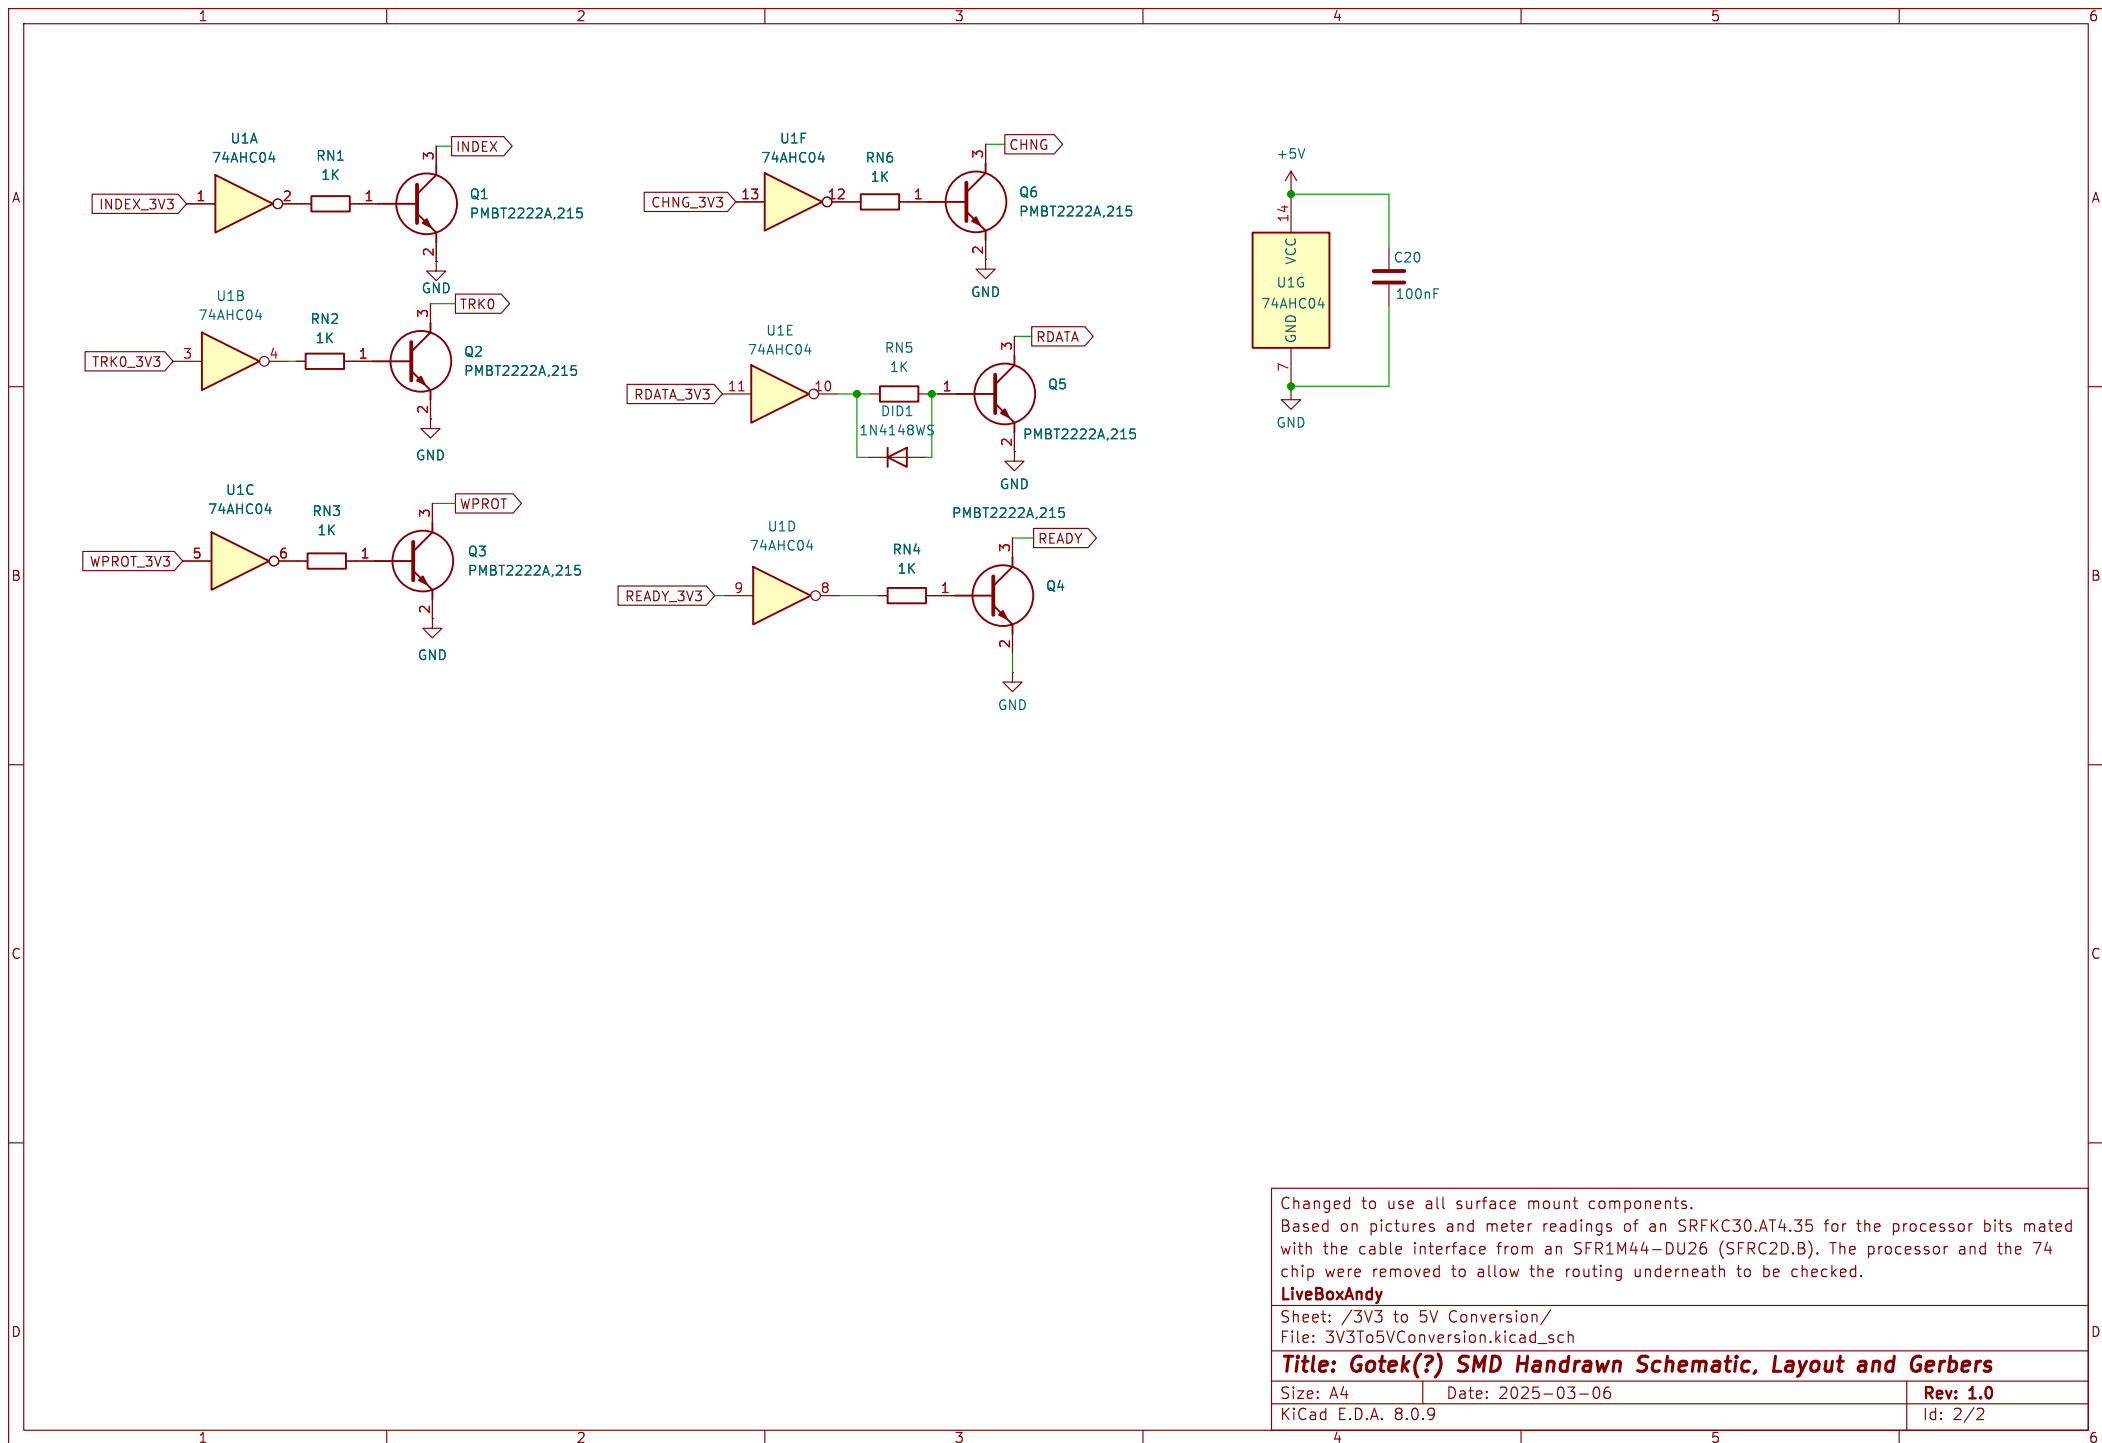 1 2 3 4 5 6
A
U1A
74AHC04
RN1
1K
INDEX_3V3
1
2
1
3
2
INDEX
Q1
PMBT2222A,215
GND
U1F
74AHC04
RN6
1K
CHNG_3V3
13
12
1
3
2
CHNG
Q6
PMBT2222A,215
GND
+5V
14
VCC
U1G
74AHC04
GND
7
GND
C20
100nF
A
U1B
74AHC04
RN2
1K
TRK0_3V3
3
4
1
3
2
TRK0
Q2
PMBT2222A,215
GND
U1E
74AHC04
RN5
1K
RDATA_3V3
11
10
DID1
1N4148WS
1
3
2
RDATA
Q5
PMBT2222A,215
GND
B
U1C
74AHC04
RN3
1K
WPROT_3V3
5
6
1
3
2
WPROT
Q3
PMBT2222A,215
GND
U1D
74AHC04
RN4
1K
READY_3V3
9
8
1
3
2
PMBT2222A,215
READY
Q4
GND
B
C
C
D
D
Changed to use all surface mount components.
Based on pictures and meter readings of an SRFKC30.AT4.35 for the processor bits mated
with the cable interface from an SFR1M44-DU26 (SFRC2D.B). The processor and the 74
chip were removed to allow the routing underneath to be checked.
LiveBoxAndy
Sheet: /3V3 to 5V Conversion/
File: 3V3To5VConversion.kicad_sch
Title: Gotek(?) SMD Handrawn Schematic, Layout and Gerbers
Size: A4 Date: 2025-03-06 Rev: 1.0
KiCad E.D.A. 8.0.9 Id: 2/2
1 2 3 4 5 6